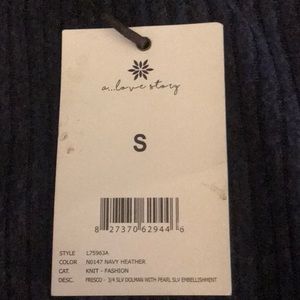 a...love story
S
8 27370 62944 6
STYLE L75963A
COLOR N0147 NAVY HEATHER
CAT. KNIT - FASHION
DESC. FRESCO - 3/4 SLV DOLMAN WITH PEARL SLV EMBELLISHMENT